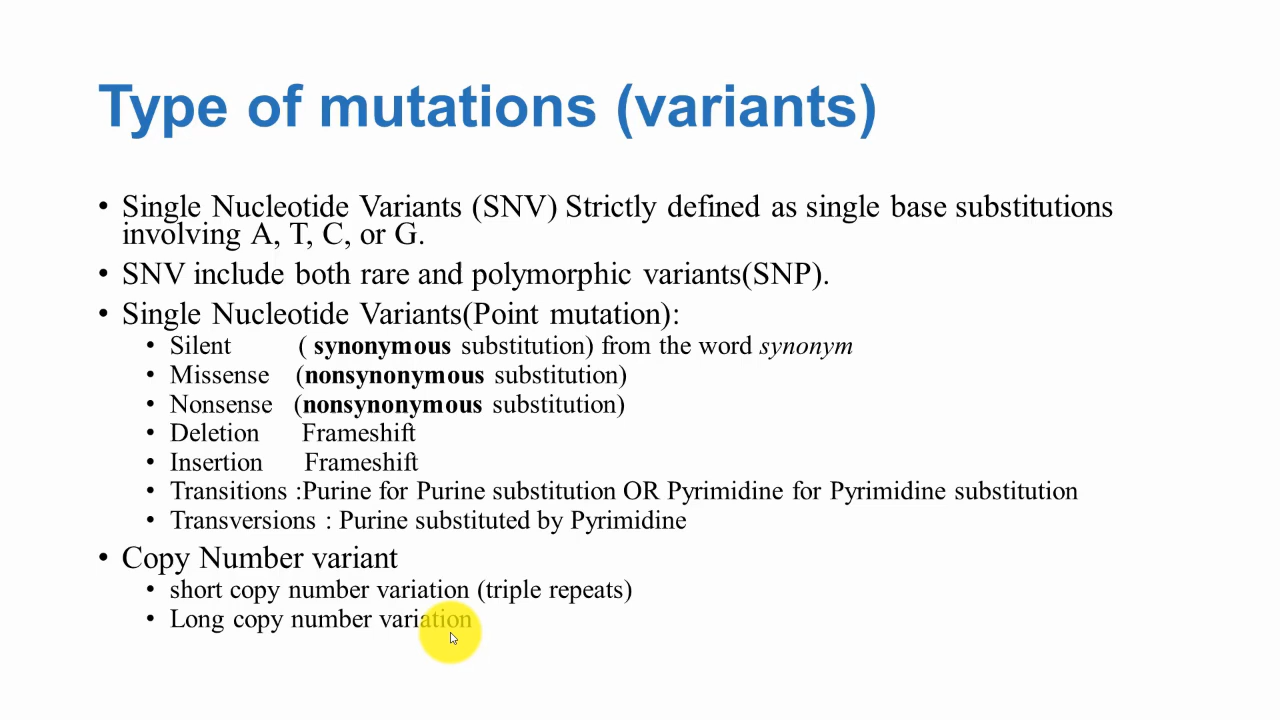 Type of mutations (variants)
• Single Nucleotide Variants (SNV) Strictly defined as single base substitutions
involving A, T, C, or G.
• SNV include both rare and polymorphic variants(SNP).
• Single Nucleotide Variants(Point mutation):
• Silent ( synonymous substitution) from the word synonym
• Missense (nonsynonymous substitution)
• Nonsense (nonsynonymous substitution)
• Deletion Frameshift
• Insertion Frameshift
• Transitions :Purine for Purine substitution OR Pyrimidine for Pyrimidine substitution
• Transversions : Purine substituted by Pyrimidine
• Copy Number variant
• short copy number variation (triple repeats)
• Long copy number variation